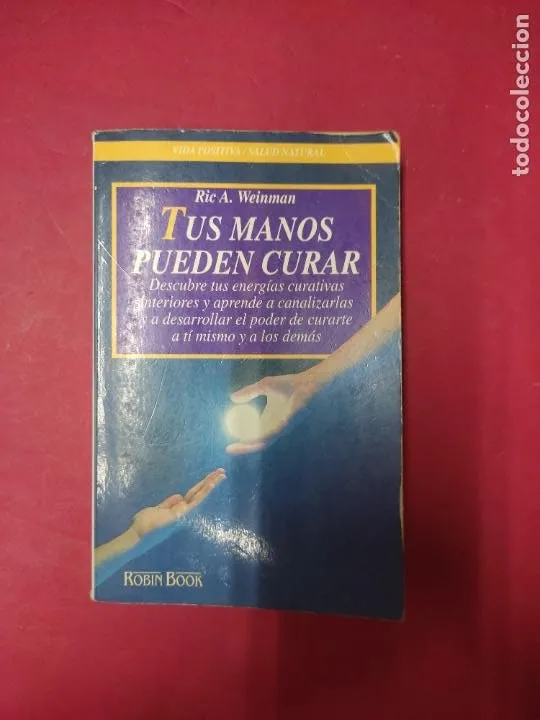 VIDA POSITIVA / SALUD NATURAL
Ric A. Weinman
TUS MANOS
PUEDEN CURAR
Descubre tus energías curativas
interiores y aprende a canalizarlas
y a desarrollar el poder de curarte
a tí mismo y a los demás
ROBIN BOOK
todocoleccion